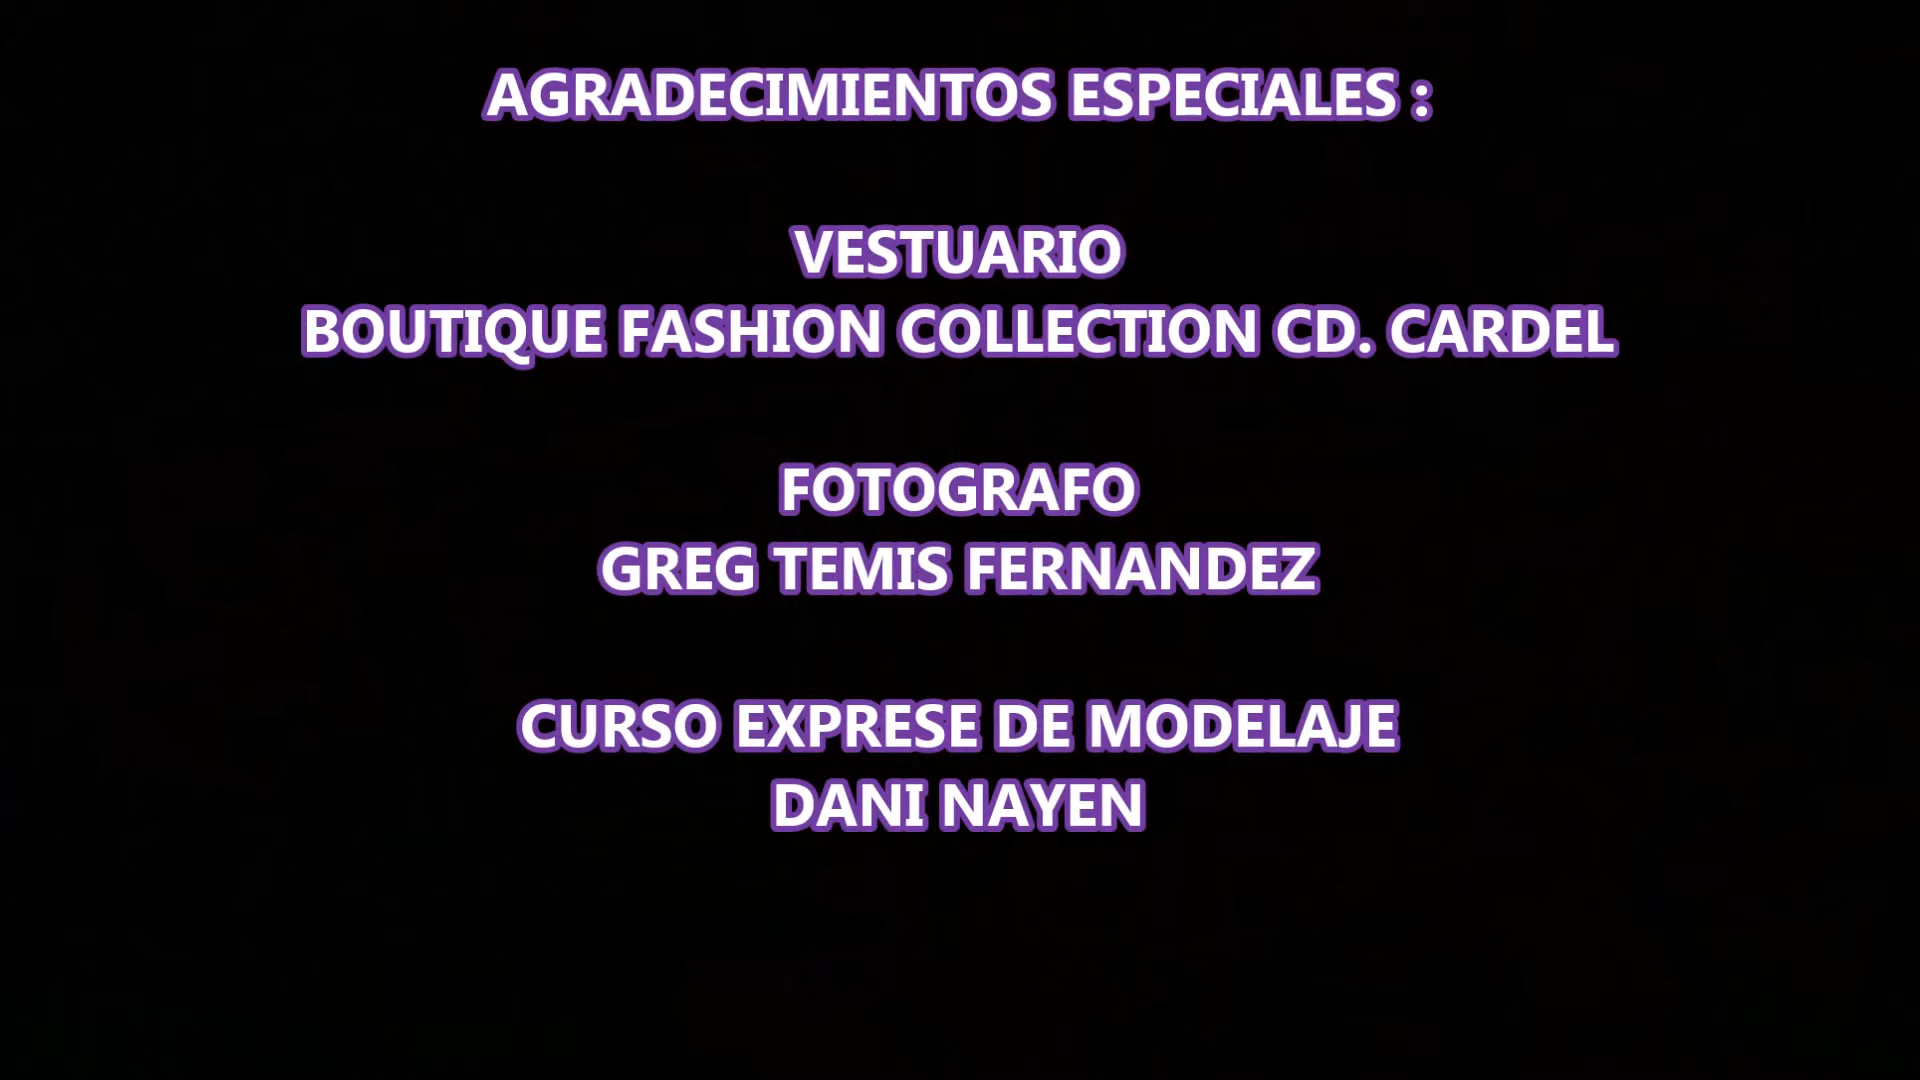 AGRADECIMIENTOS ESPECIALES :
VESTUARIO
BOUTIQUE FASHION COLLECTION CD. CARDEL
FOTOGRAFO
GREG TEMIS FERNANDEZ
CURSO EXPRESE DE MODELAJE
DANI NAYEN